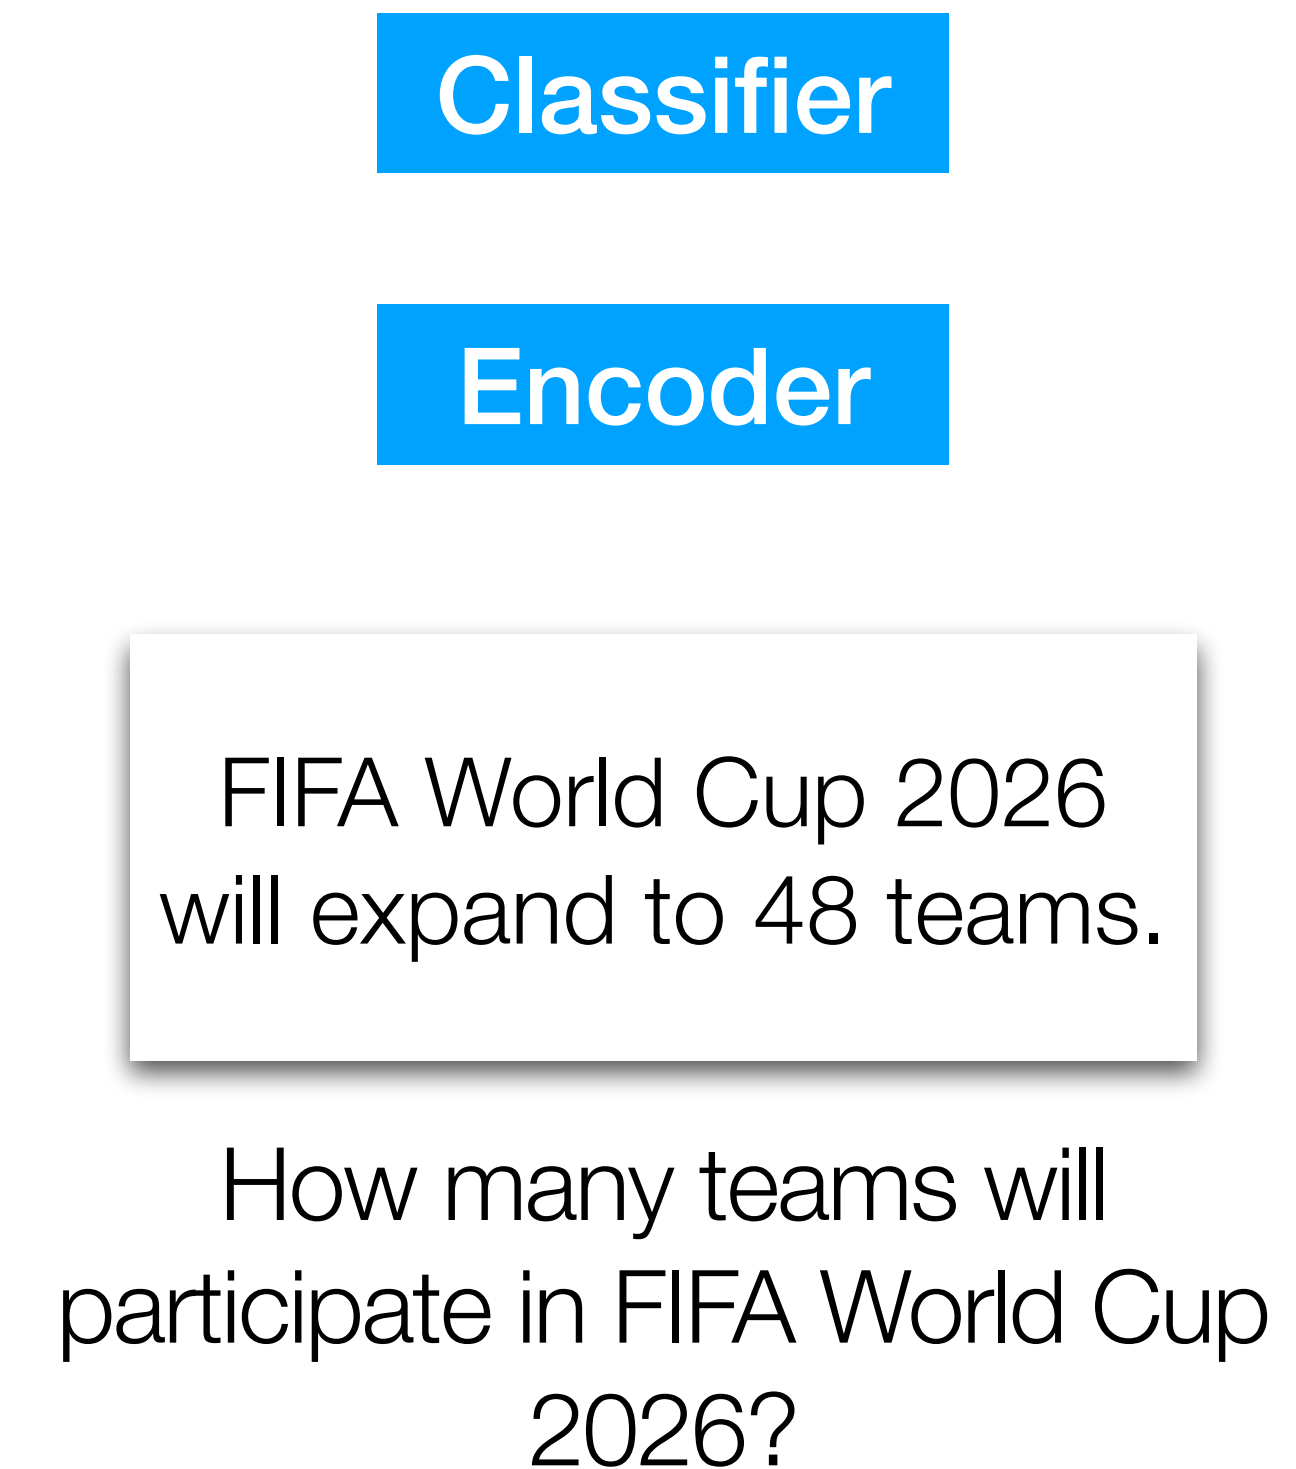 Classifier
Encoder
FIFA World Cup 2026
will expand to 48 teams.
How many teams will
participate in FIFA World Cup
2026?